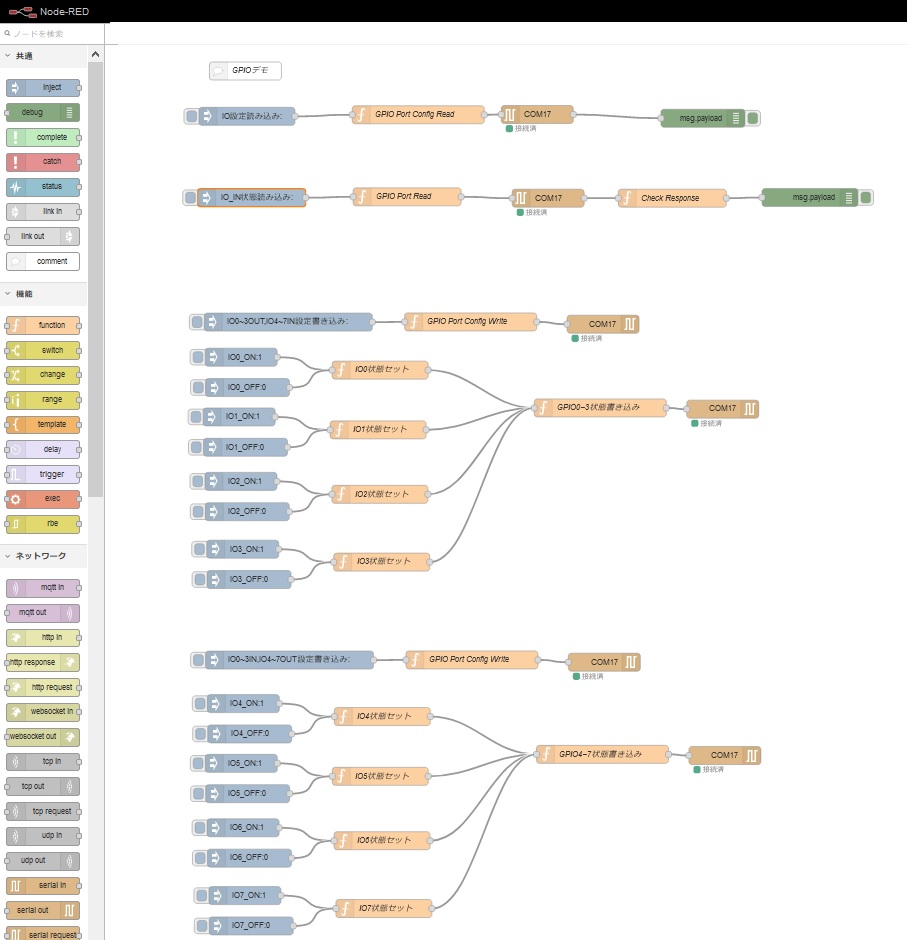 Node-RED
ノードを検索
共通
inject
debug
complete
catch
status
link in
link out
comment
機能
function
switch
change
range
template
delay
trigger
exec
rbe
ネットワーク
mqtt in
mqtt out
http in
http response
http request
websocket in
websocket out
tcp in
tcp out
tcp request
udp in
udp out
serial in
serial out
serial request
GPIOデモ
IO設定読み込み:
GPIO Port Config Read
COM17
接続済
msg.payload
IO_IN状態読み込み:
GPIO Port Read
COM17
接続済
Check Response
msg.payload
IO0~3OUT,IO4~7IN設定書き込み:
GPIO Port Config Write
COM17
接続済
IO0_ON:1
IO0_OFF:0
IO0状態セット
IO1_ON:1
IO1_OFF:0
IO1状態セット
IO2_ON:1
IO2_OFF:0
IO2状態セット
IO3_ON:1
IO3_OFF:0
IO3状態セット
GPIO0-3状態書き込み
COM17
接続済
IO0~3IN,IO4~7OUT設定書き込み:
GPIO Port Config Write
COM17
接続済
IO4_ON:1
IO4_OFF:0
IO4状態セット
IO5_ON:1
IO5_OFF:0
IO5状態セット
IO6_ON:1
IO6_OFF:0
IO6状態セット
IO7_ON:1
IO7_OFF:0
IO7状態セット
GPIO4-7状態書き込み
COM17
接続済